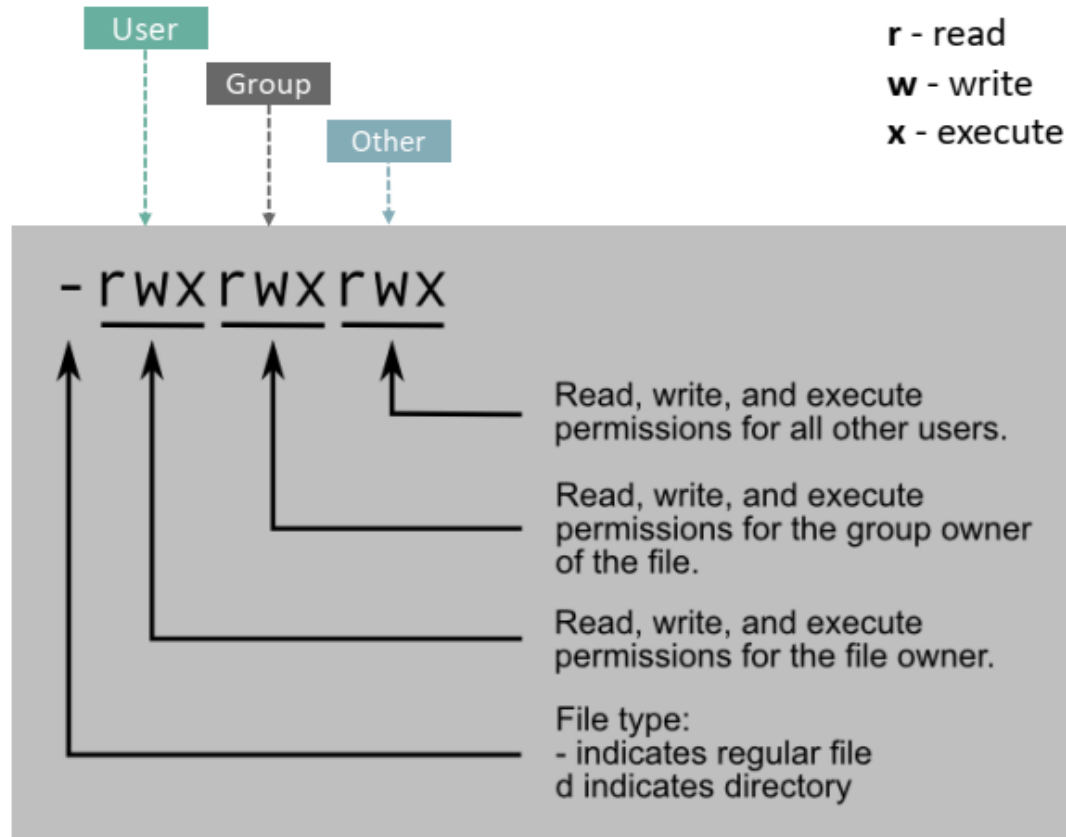 User
Group
Other
r - read
w - write
x - execute
-rwxrwxrwx
Read, write, and execute
permissions for all other users.
Read, write, and execute
permissions for the group owner
of the file.
Read, write, and execute
permissions for the file owner.
File type:
- indicates regular file
d indicates directory